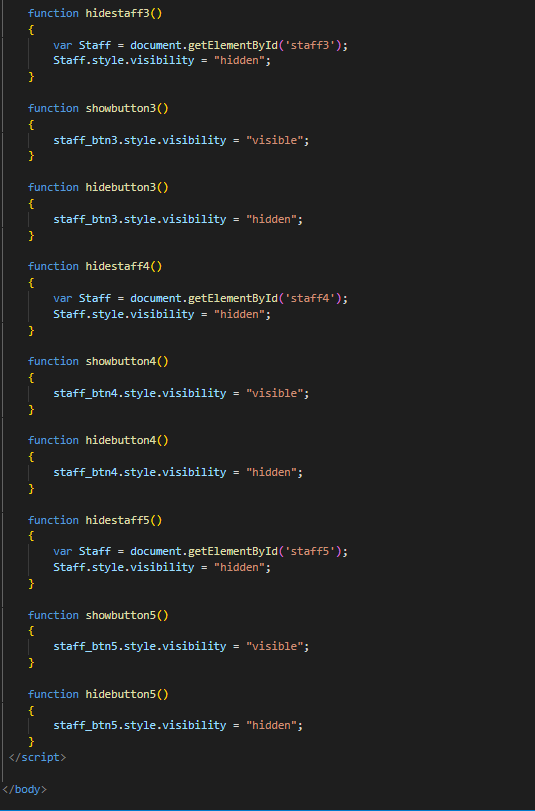 function hidestaff3()
{
var Staff = document.getElementById('staff3');
Staff.style.visibility = "hidden";
}
function showbutton3()
{
staff_btn3.style.visibility = "visible";
}
function hidebutton3()
{
staff_btn3.style.visibility = "hidden";
}
function hidestaff4()
{
var Staff = document.getElementById('staff4');
Staff.style.visibility = "hidden";
}
function showbutton4()
{
staff_btn4.style.visibility = "visible";
}
function hidebutton4()
{
staff_btn4.style.visibility = "hidden";
}
function hidestaff5()
{
var Staff = document.getElementById('staff5');
Staff.style.visibility = "hidden";
}
function showbutton5()
{
staff_btn5.style.visibility = "visible";
}
function hidebutton5()
{
staff_btn5.style.visibility = "hidden";
}
</script>
</body>